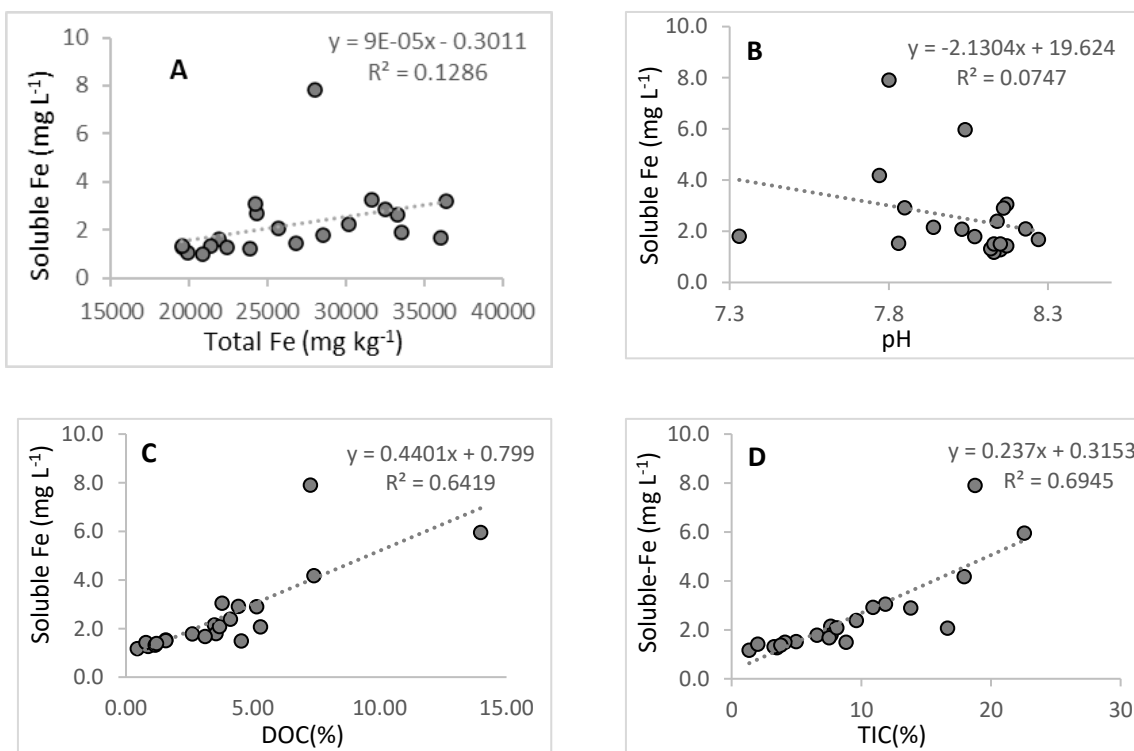 A
y = 9E-05x - 0.3011
R² = 0.1286
Soluble Fe (mg L⁻¹)
10
8
6
4
2
0
15000 20000 25000 30000 35000 40000
Total Fe (mg kg⁻¹)
B
y = -2.1304x + 19.624
R² = 0.0747
Soluble Fe (mg L⁻¹)
10.0
8.0
6.0
4.0
2.0
0.0
7.3 7.8 8.3
pH
C
y = 0.4401x + 0.799
R² = 0.6419
Soluble Fe (mg L⁻¹)
10.0
8.0
6.0
4.0
2.0
0.0
0.00 5.00 10.00 15.00
DOC(%)
D
y = 0.237x + 0.3153
R² = 0.6945
Soluble-Fe (mg L⁻¹)
10.0
8.0
6.0
4.0
2.0
0.0
0 10 20 30
TIC(%)